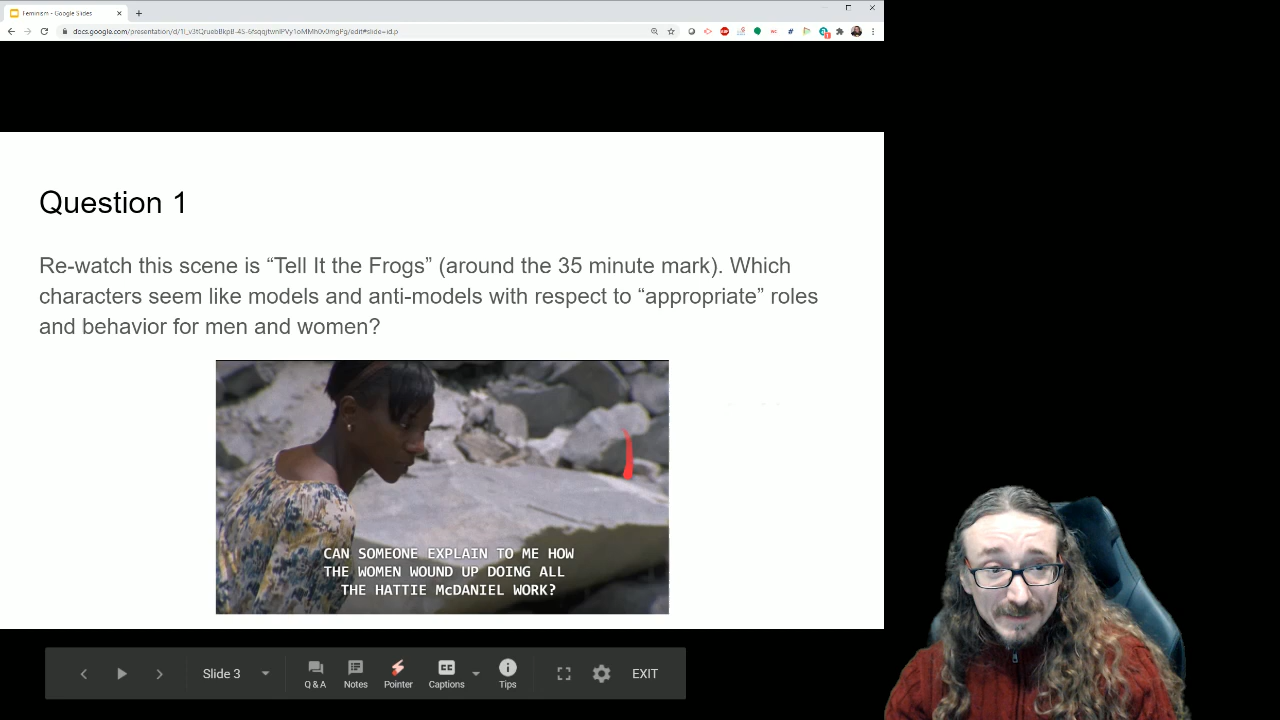 Feminism - Google Slides
Question 1
Re-watch this scene is “Tell It the Frogs” (around the 35 minute mark). Which
characters seem like models and anti-models with respect to “appropriate” roles
and behavior for men and women?
CAN SOMEONE EXPLAIN TO ME HOW
THE WOMEN WOUND UP DOING ALL
THE HATTIE McDANIEL WORK?
Slide 3
Q & A
Notes
Pointer
Captions
Tips
EXIT